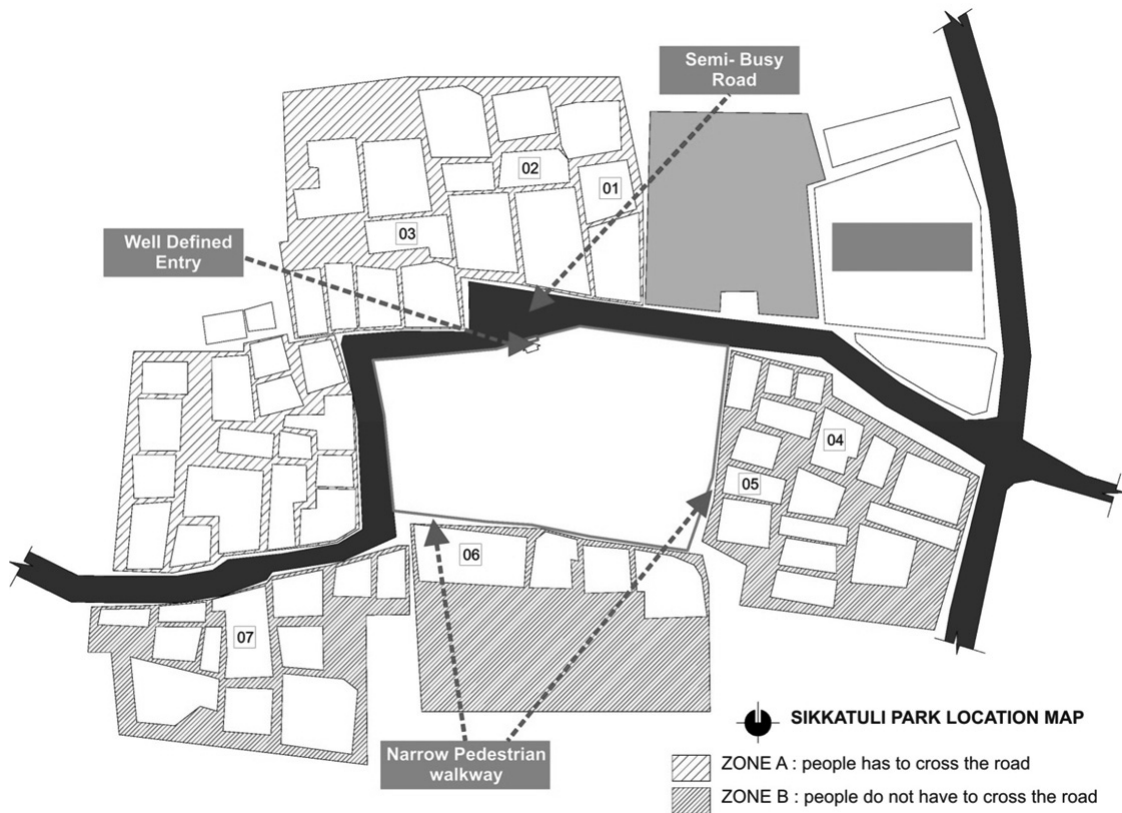 Semi- Busy
Road
02
01
03
Well Defined
Entry
04
05
06
07
Narrow Pedestrian
walkway
SIKKATULI PARK LOCATION MAP
ZONE A : people has to cross the road
ZONE B : people do not have to cross the road